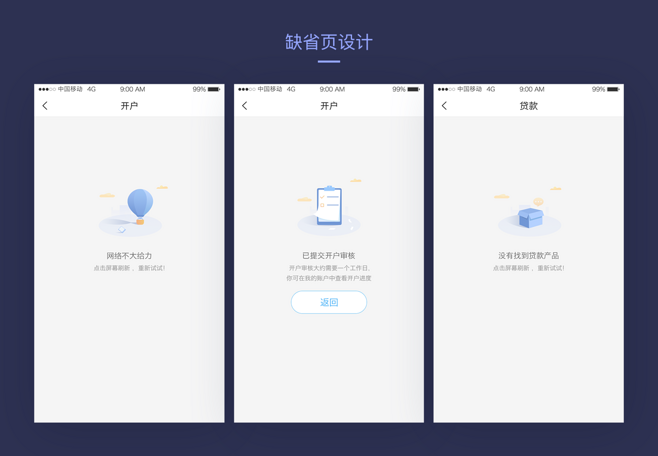 缺省页设计
●●●○○ 中国移动 4G 9:00 AM 99%
开户
网络不大给力
点击屏幕刷新 ，重新试试!
●●●○○ 中国移动 4G 9:00 AM 99%
开户
已提交开户审核
开户审核大约需要一个工作日,
你可在我的账户中查看开户进度
返回
●●●○○ 中国移动 4G 9:00 AM 99%
贷款
没有找到贷款产品
点击屏幕刷新 ，重新试试!